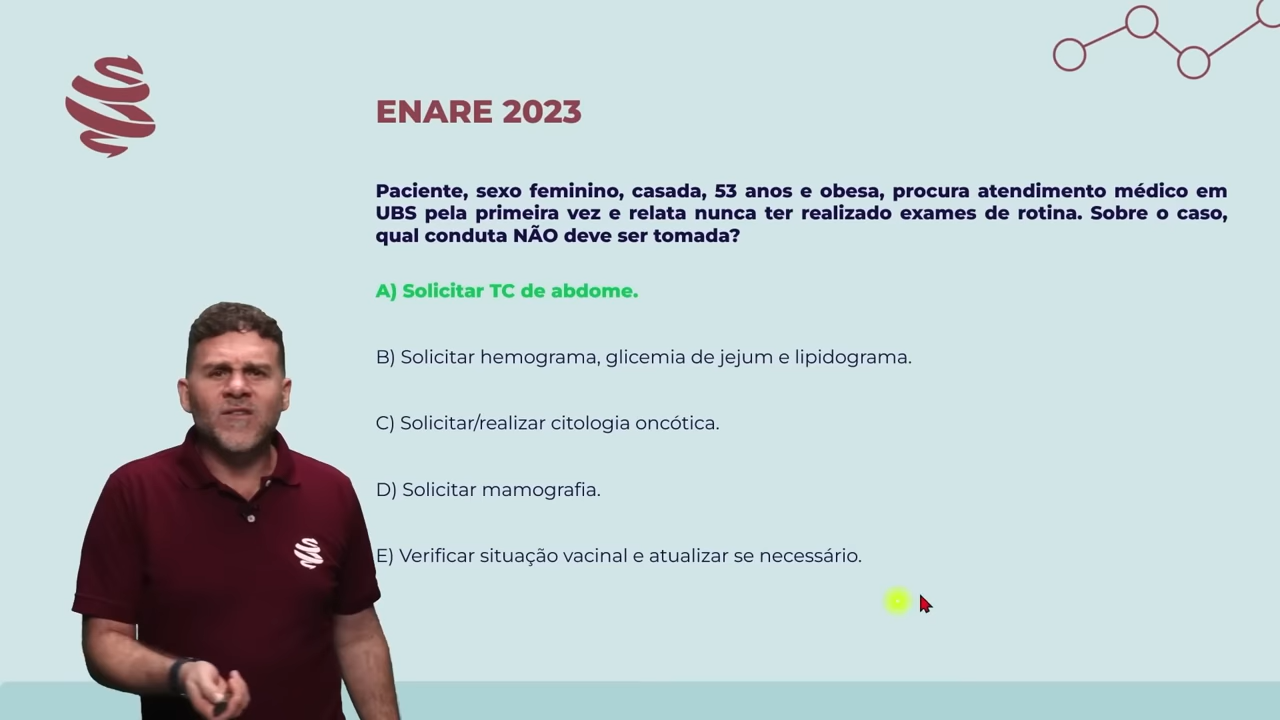 ENARE 2023
Paciente, sexo feminino, casada, 53 anos e obesa, procura atendimento médico em
UBS pela primeira vez e relata nunca ter realizado exames de rotina. Sobre o caso,
qual conduta NÃO deve ser tomada?
A) Solicitar TC de abdome.
B) Solicitar hemograma, glicemia de jejum e lipidograma.
C) Solicitar/realizar citologia oncótica.
D) Solicitar mamografia.
E) Verificar situação vacinal e atualizar se necessário.